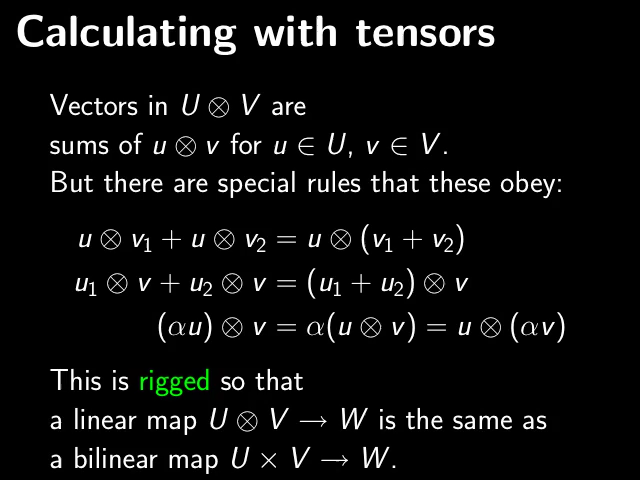 Calculating with tensors
Vectors in U ⊗ V are
sums of u ⊗ v for u ∈ U, v ∈ V.
But there are special rules that these obey:
u ⊗ v₁ + u ⊗ v₂ = u ⊗ (v₁ + v₂)
u₁ ⊗ v + u₂ ⊗ v = (u₁ + u₂) ⊗ v
(αu) ⊗ v = α(u ⊗ v) = u ⊗ (αv)
This is rigged so that
a linear map U ⊗ V → W is the same as
a bilinear map U × V → W.